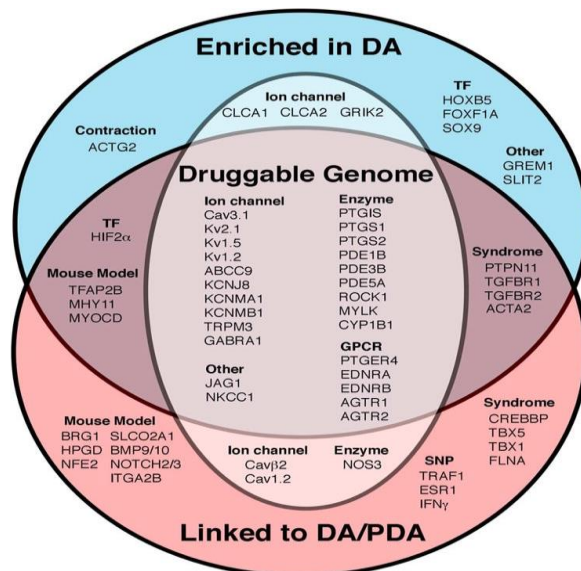 Enriched in DA
Ion channel
CLCA1 CLCA2 GRIK2
TF
HOXB5
FOXF1A
SOX9
Contraction
ACTG2
Other
GREM1
SLIT2
Druggable Genome
Ion channel
Cav3.1
Kv2.1
Kv1.5
Kv1.2
ABCC9
KCNJ8
KCNMA1
KCNMB1
TRPM3
GABRA1
Other
JAG1
NKCC1
Enzyme
PTGIS
PTGS1
PTGS2
PDE1B
PDE3B
PDE5A
ROCK1
MYLK
CYP1B1
GPCR
PTGER4
EDNRA
EDNRB
AGTR1
AGTR2
TF
HIF2α
Mouse Model
TFAP2B
MHY11
MYOCD
Syndrome
PTPN11
TGFBR1
TGFBR2
ACTA2
Mouse Model
BRG1 SLCO2A1
HPGD BMP9/10
NFE2 NOTCH2/3
ITGA2B
Ion channel
Cavβ2
Cav1.2
Enzyme
NOS3
SNP
TRAF1
ESR1
IFNγ
Syndrome
CREBBP
TBX5
TBX1
FLNA
Linked to DA/PDA